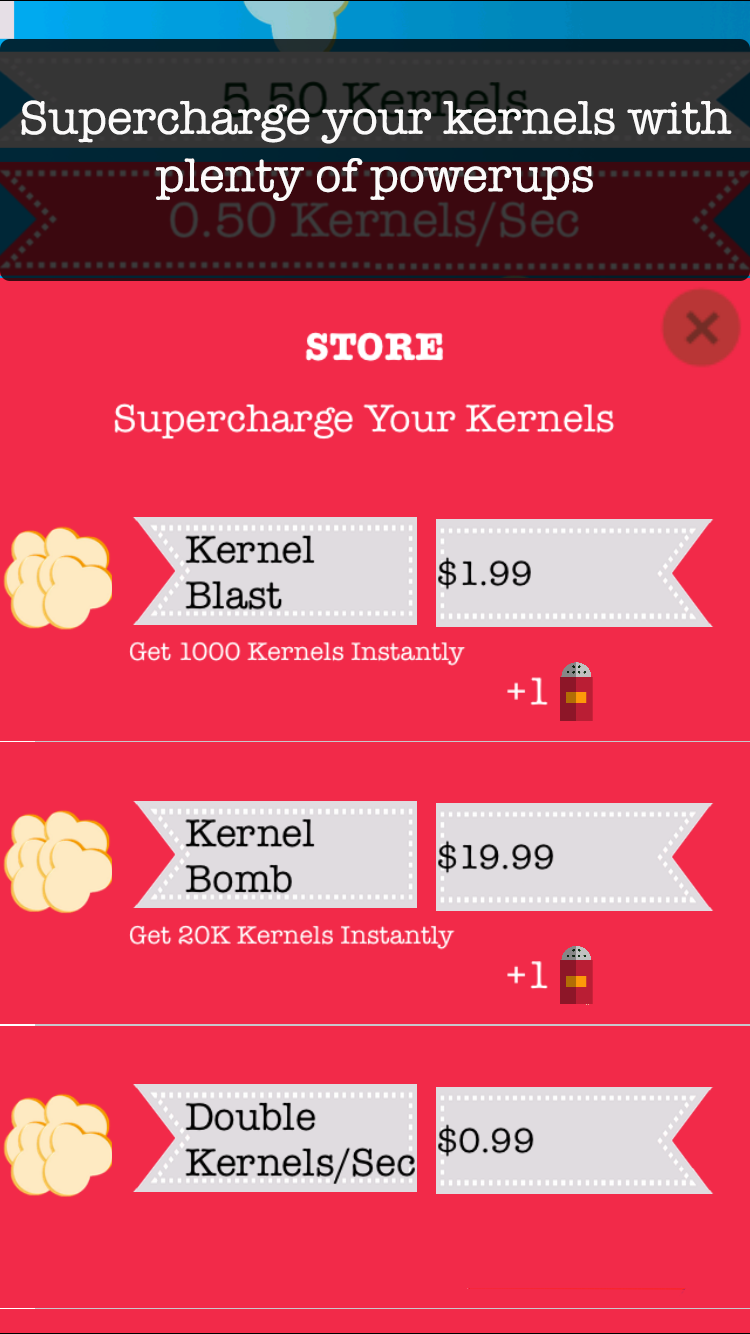 5.50 Kernels
Supercharge your kernels with
plenty of powerups
0.50 Kernels/Sec
STORE
Supercharge Your Kernels
Kernel
Blast
$1.99
Get 1000 Kernels Instantly
+1
Kernel
Bomb
$19.99
Get 20K Kernels Instantly
+1
Double
Kernels/Sec
$0.99